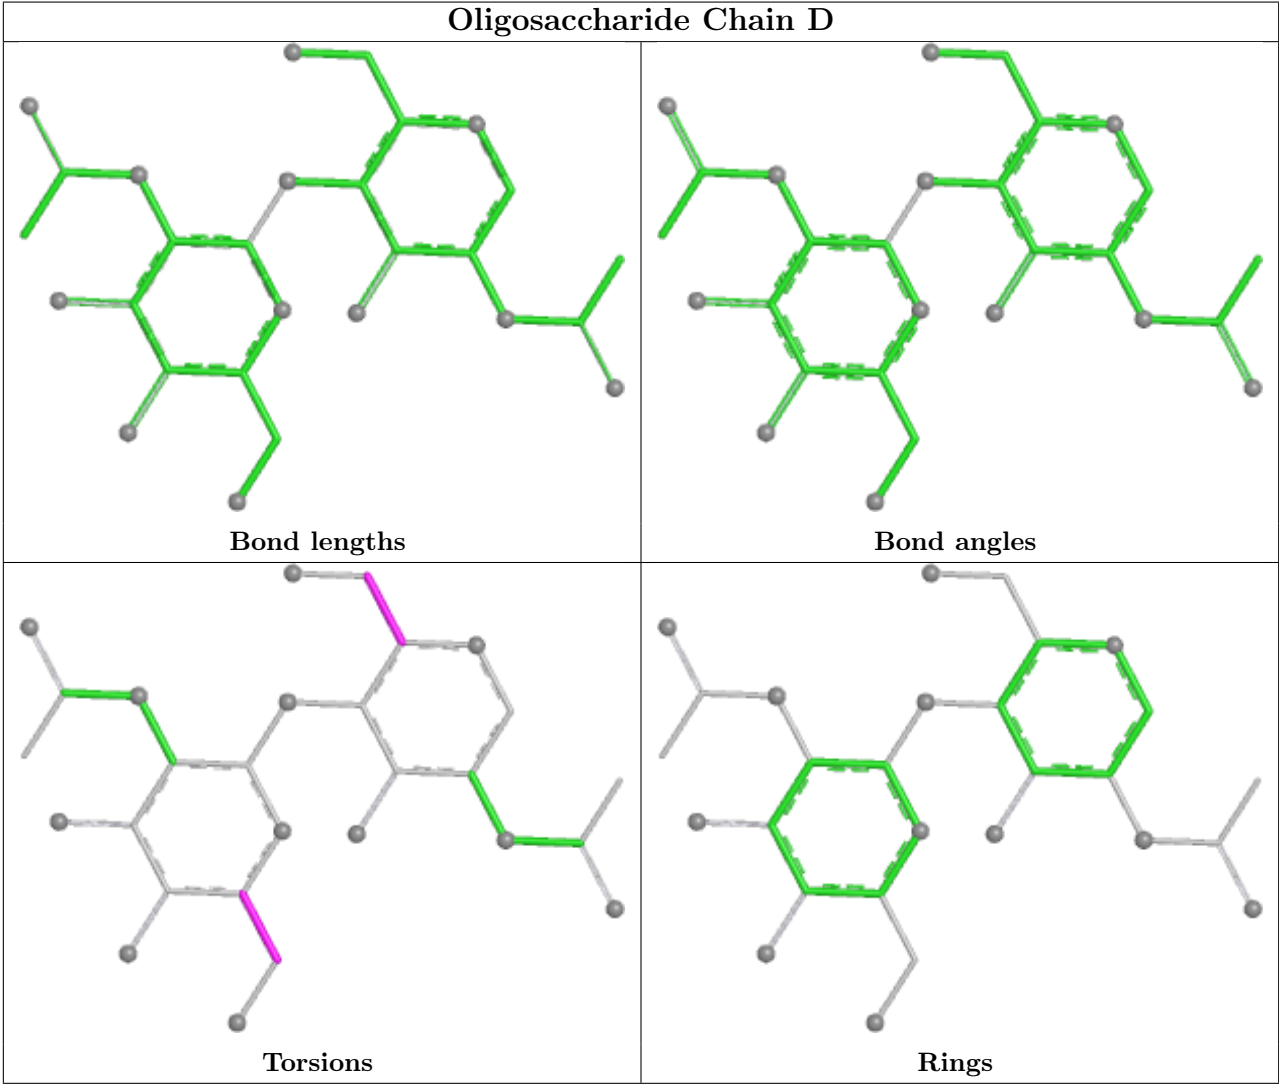 Oligosaccharide Chain D
Bond lengths
Bond angles
Torsions
Rings